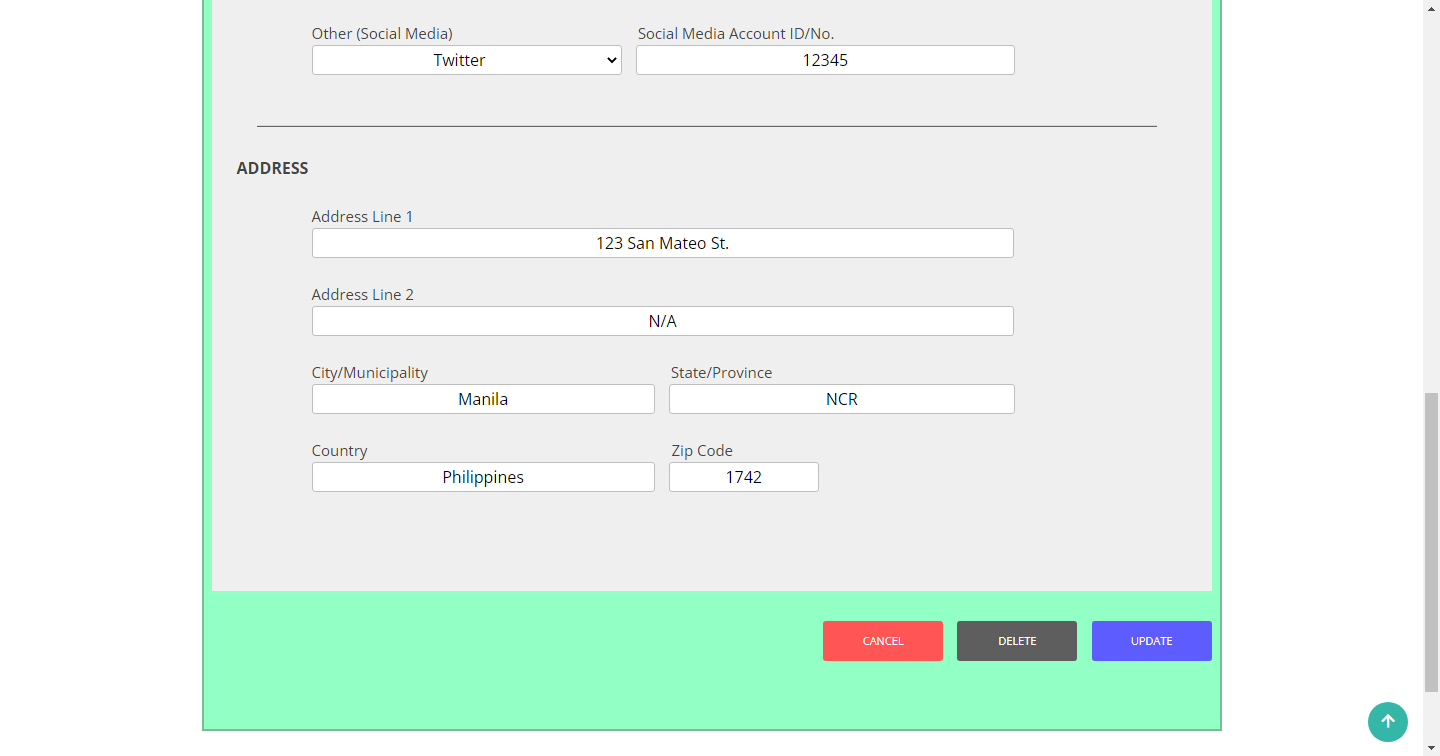 Other (Social Media) Social Media Account ID/No.
Twitter 12345
ADDRESS
Address Line 1
123 San Mateo St.
Address Line 2
N/A
City/Municipality State/Province
Manila NCR
Country Zip Code
Philippines 1742
CANCEL DELETE UPDATE